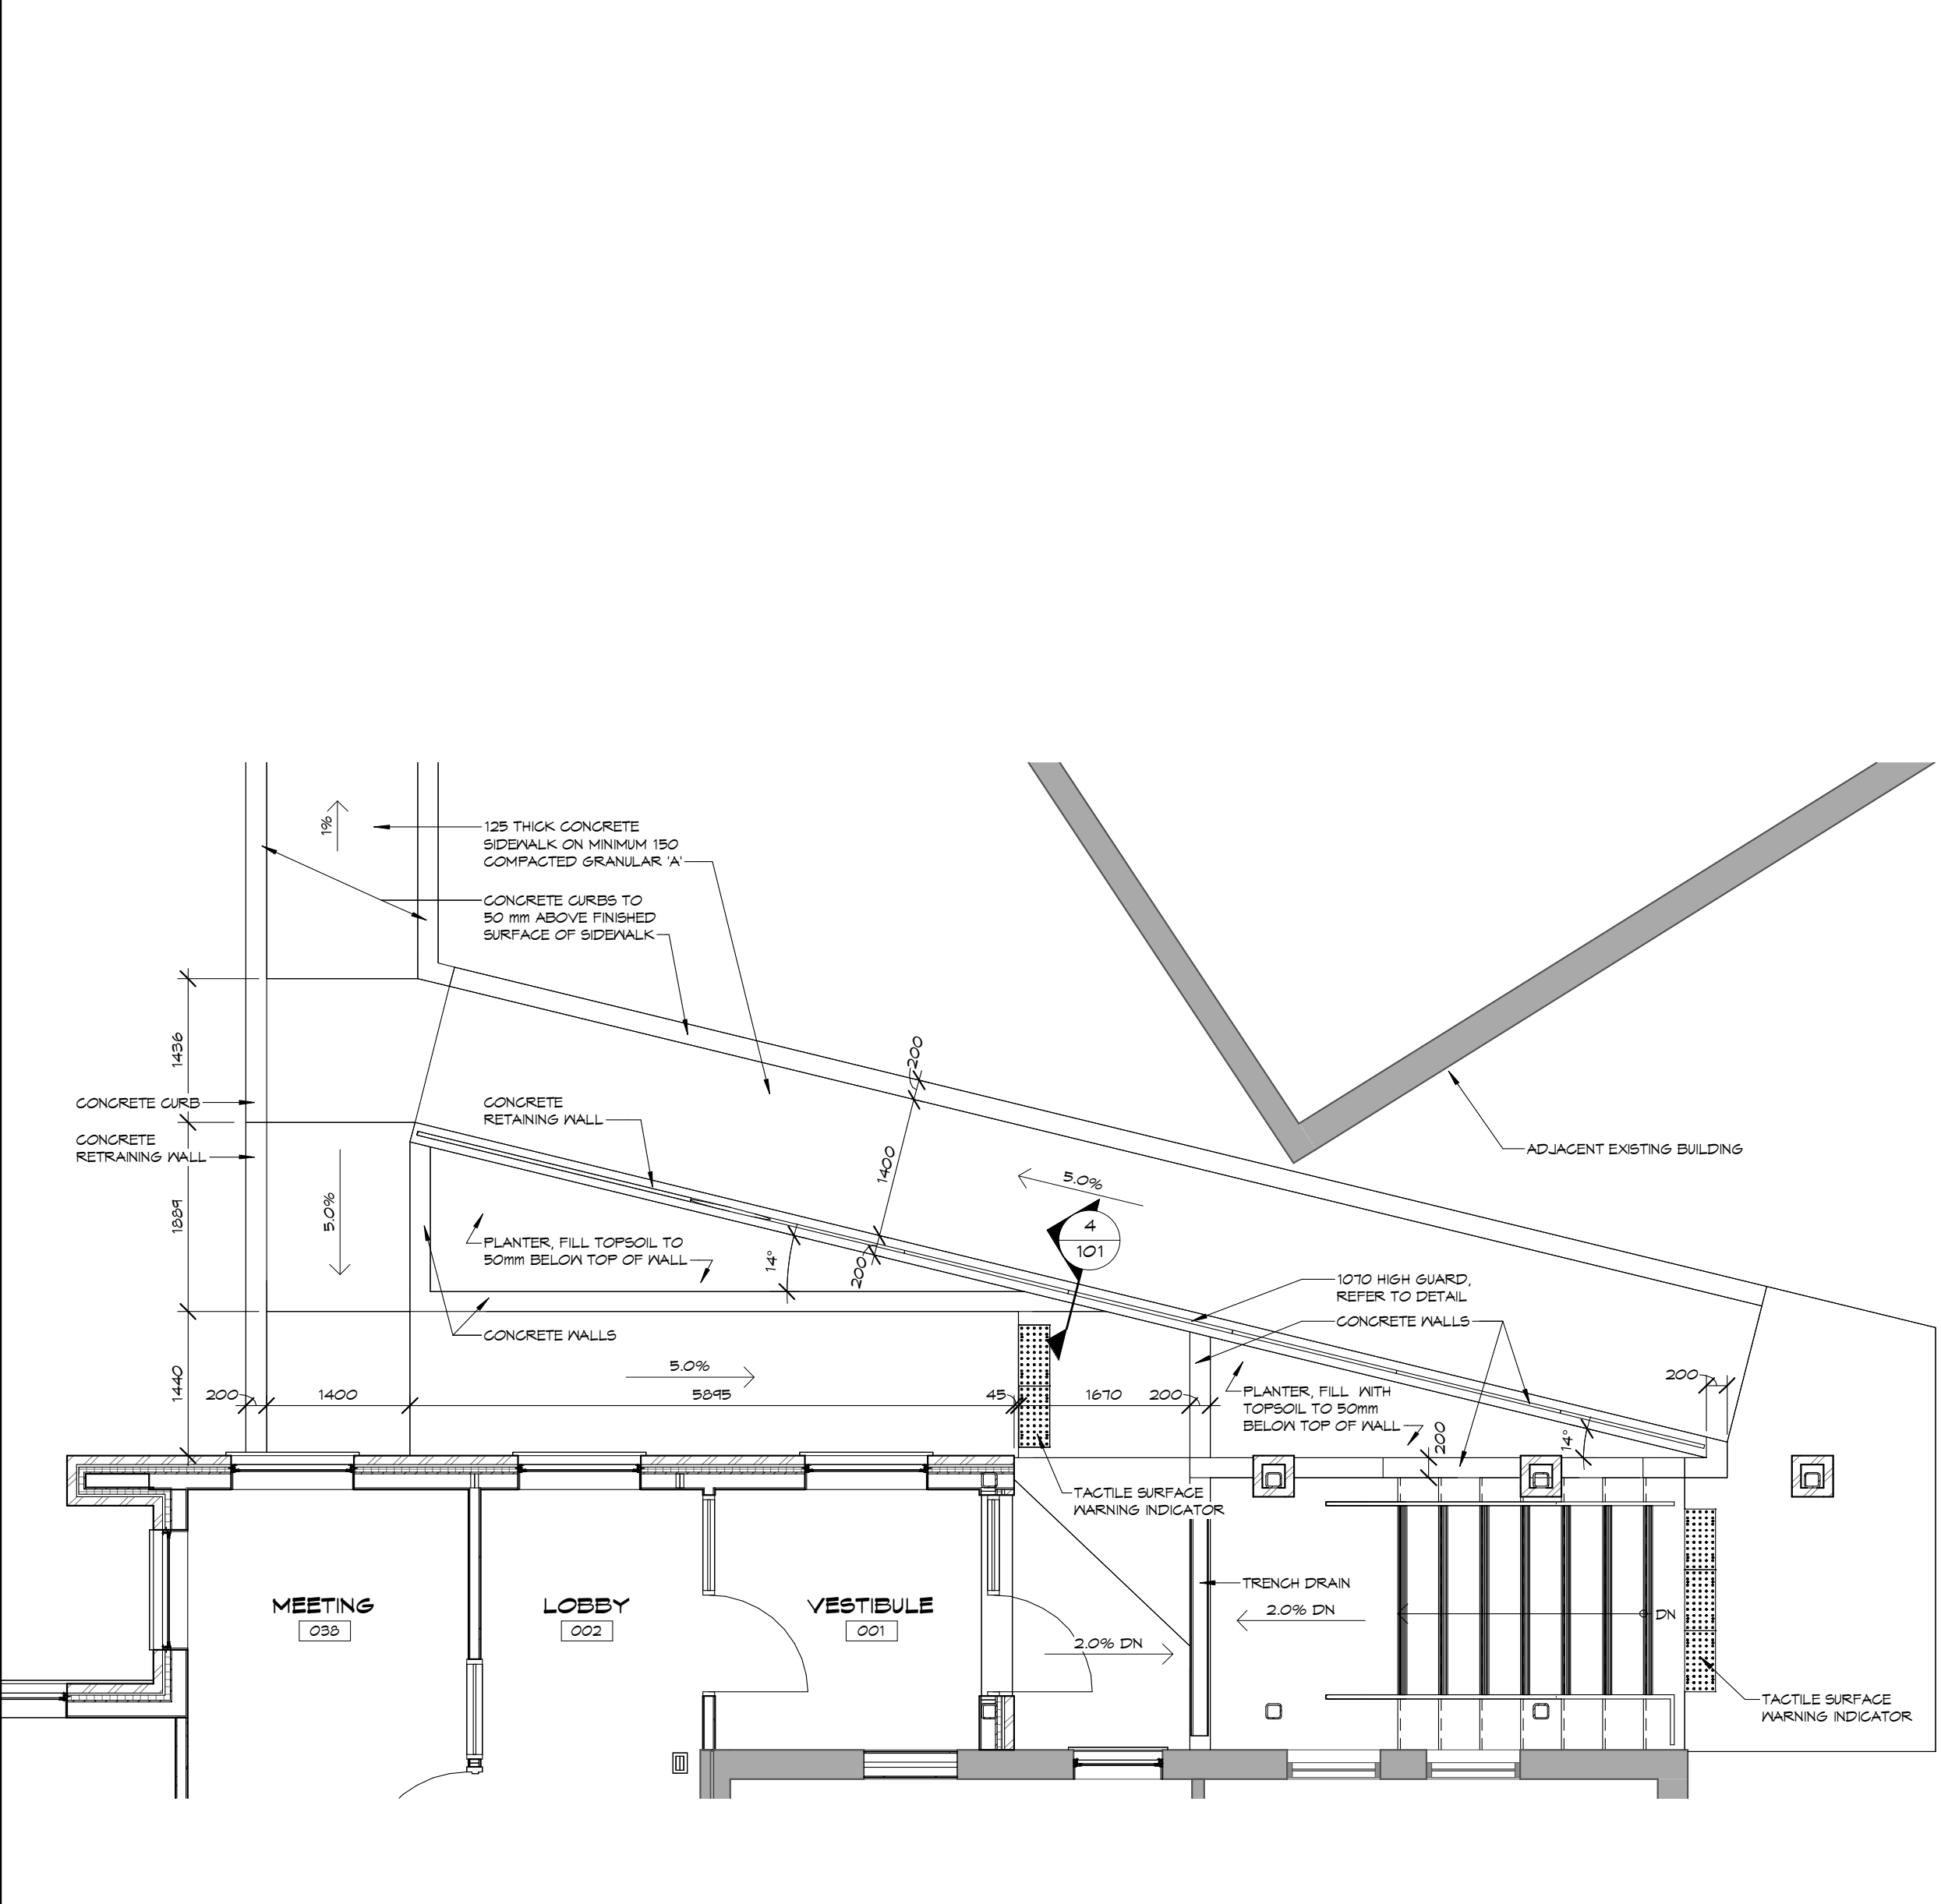 1%
125 THICK CONCRETE
SIDEWALK ON MINIMUM 150
COMPACTED GRANULAR 'A'
CONCRETE CURBS TO
50 mm ABOVE FINISHED
SURFACE OF SIDEWALK
1436
200
CONCRETE CURB
CONCRETE
RETRAINING WALL
CONCRETE
RETAINING WALL
ADJACENT EXISTING BUILDING
1400
5.0%
1889
5.0%
4
101
PLANTER, FILL TOPSOIL TO
50mm BELOW TOP OF WALL
14°
200
1070 HIGH GUARD,
REFER TO DETAIL
CONCRETE WALLS
CONCRETE WALLS
5.0%
1440
200
1400
5895
45
1670
200
200
PLANTER, FILL WITH
TOPSOIL TO 50mm
BELOW TOP OF WALL
200
14°
TACTILE SURFACE
WARNING INDICATOR
MEETING
038
LOBBY
002
VESTIBULE
001
TRENCH DRAIN
2.0% DN
DN
2.0% DN
TACTILE SURFACE
WARNING INDICATOR